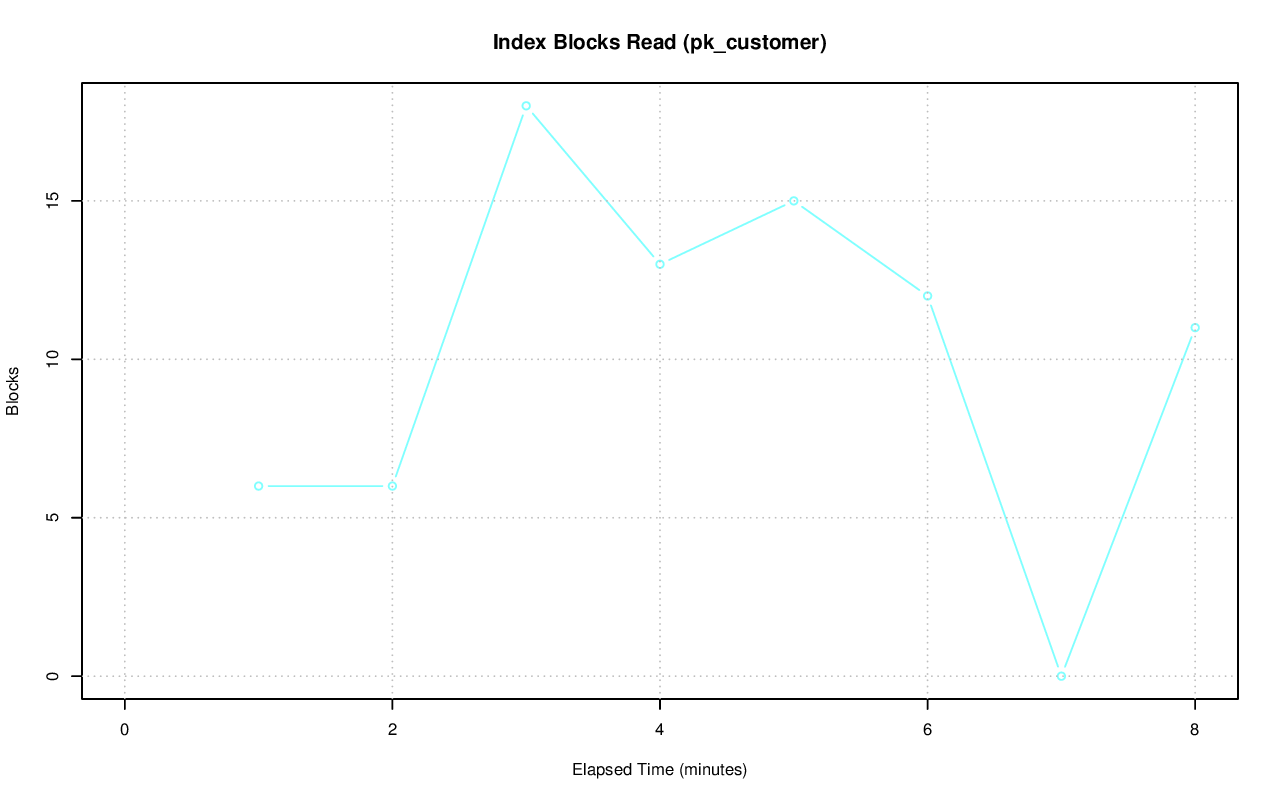 Index Blocks Read (pk_customer)
15
10
5
0
Blocks
0 2 4 6 8
Elapsed Time (minutes)